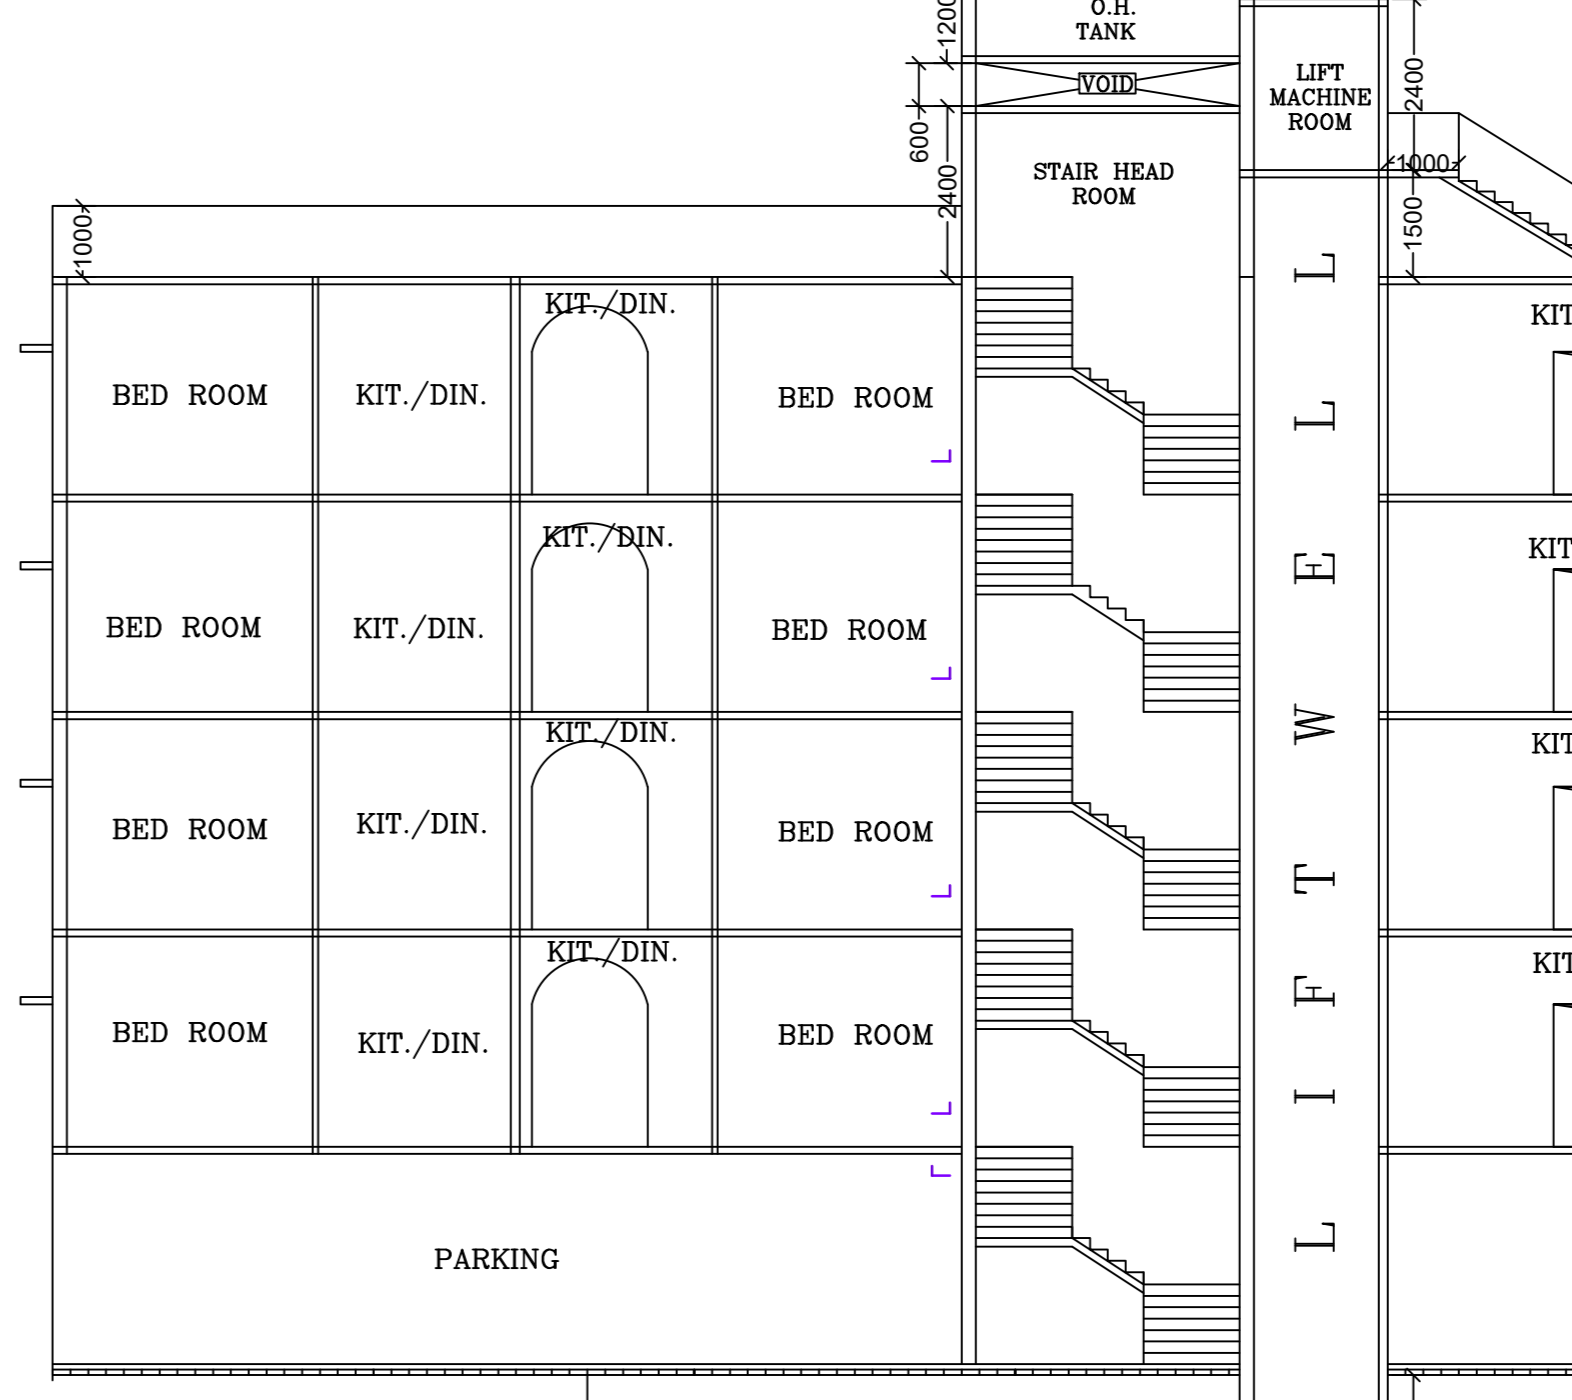 1200
O.H.
TANK
VOID
LIFT
MACHINE
ROOM
2400
600
2400
STAIR HEAD
ROOM
1000
1500
1000
KIT./DIN.
BED ROOM
KIT./DIN.
BED ROOM
KIT
KIT./DIN.
BED ROOM
KIT./DIN.
BED ROOM
KIT
KIT./DIN.
BED ROOM
KIT./DIN.
BED ROOM
KIT
KIT./DIN.
BED ROOM
KIT./DIN.
BED ROOM
KIT
PARKING
LIFT WELL